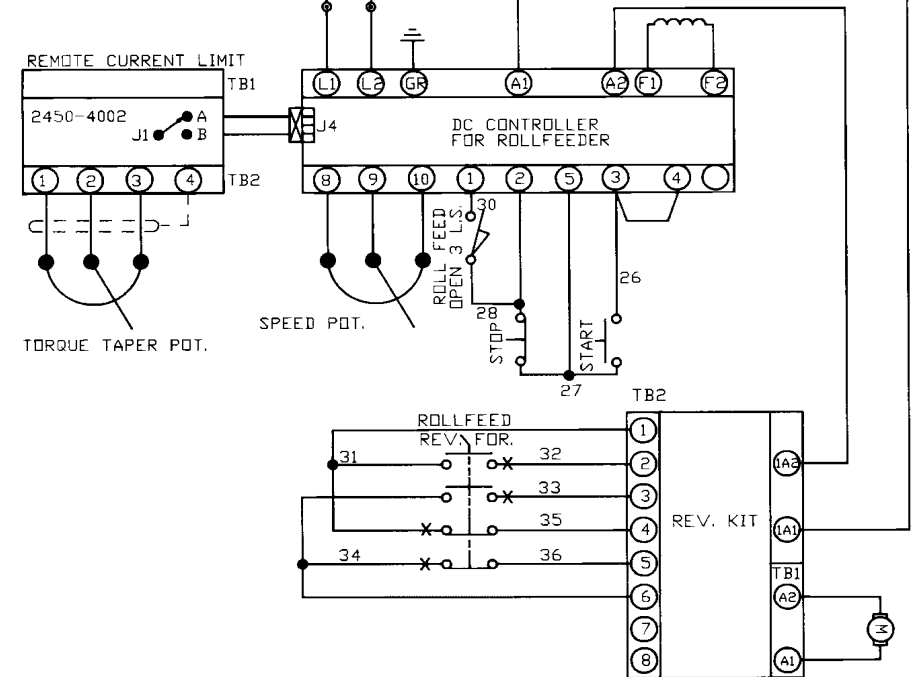 REMOTE CURRENT LIMIT
TB1
2450-4002
A
J1
B
1 2 3 4
TB2
TORQUE TAPER POT.
L1 L2 GR A1 A2 F1 F2
J4
DC CONTROLLER
FOR ROLLFEEDER
8 9 10 1 2 5 3 4
SPEED POT.
ROLL FEED
OPEN 3 L.S.
30
28
STOP
START
26
27
ROLLFEED
REV. FOR.
31
32
33
35
34
36
TB2
1
2
3
4
5
6
7
8
REV. KIT
1A2
1A1
TB1
A2
A1
M